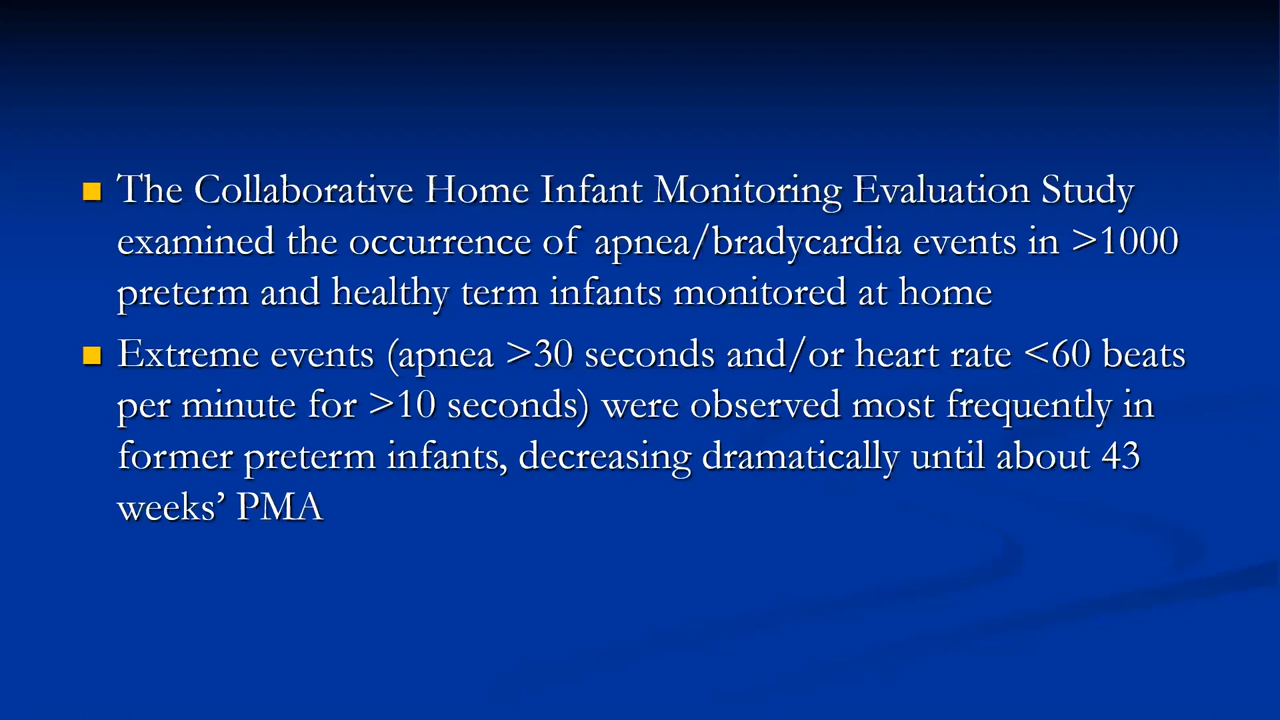 The Collaborative Home Infant Monitoring Evaluation Study
examined the occurrence of apnea/bradycardia events in >1000
preterm and healthy term infants monitored at home
Extreme events (apnea >30 seconds and/or heart rate <60 beats
per minute for >10 seconds) were observed most frequently in
former preterm infants, decreasing dramatically until about 43
weeks’ PMA